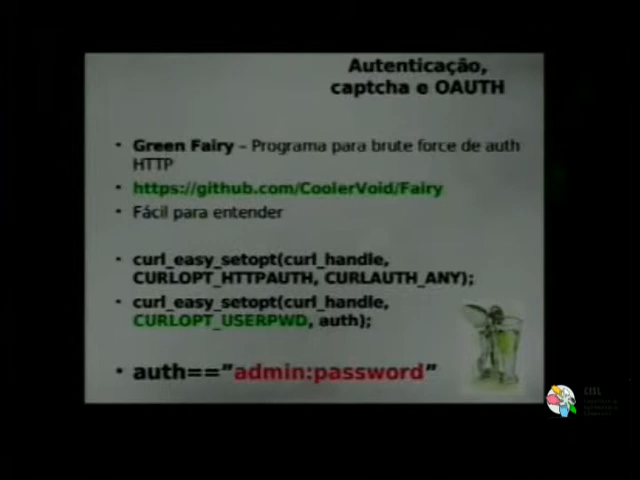 Autenticação,
captcha e OAUTH
• Green Fairy – Programa para brute force de auth
HTTP
• https://github.com/CoolerVoid/Fairy
• Fácil para entender
• curl_easy_setopt(curl_handle,
CURLOPT_HTTPAUTH, CURLAUTH_ANY);
• curl_easy_setopt(curl_handle,
CURLOPT_USERPWD, auth);
• auth=="admin:password"